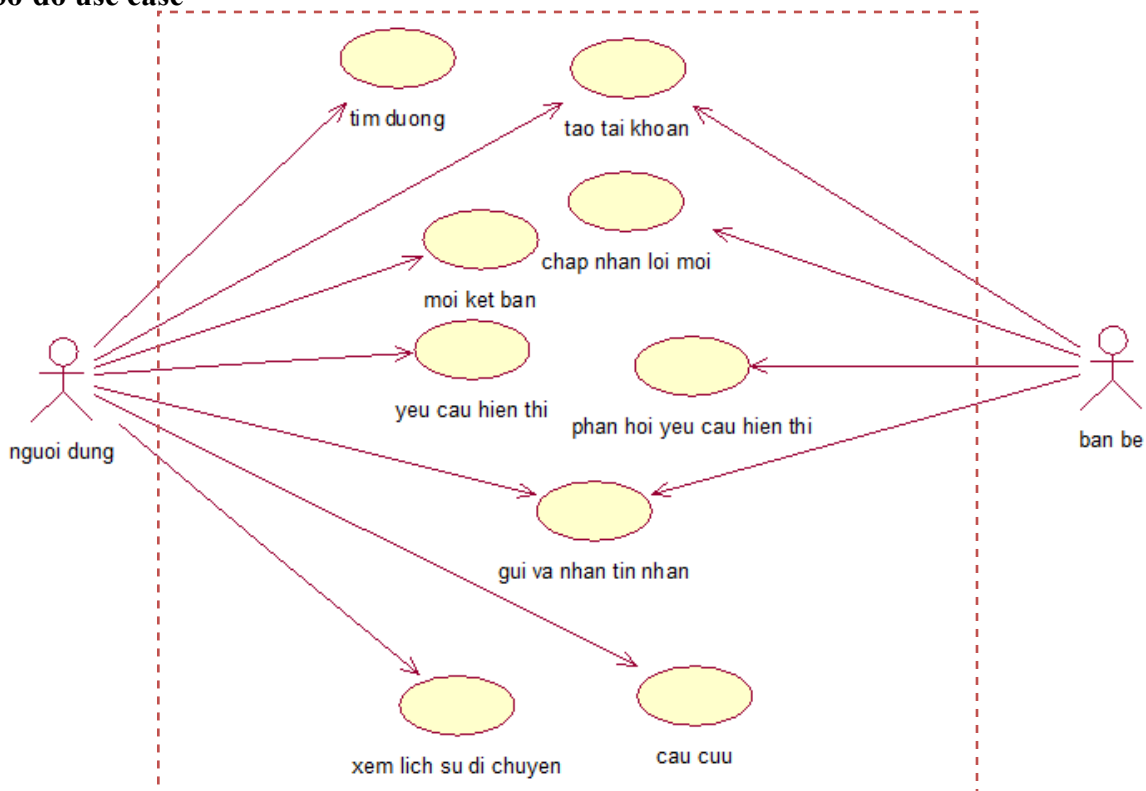 use case
tim duong
tao tai khoan
chap nhan loi moi
moi ket ban
yeu cau hien thi
phan hoi yeu cau hien thi
nguoi dung
ban be
gui va nhan tin nhan
xem lich su di chuyen
cau cuu